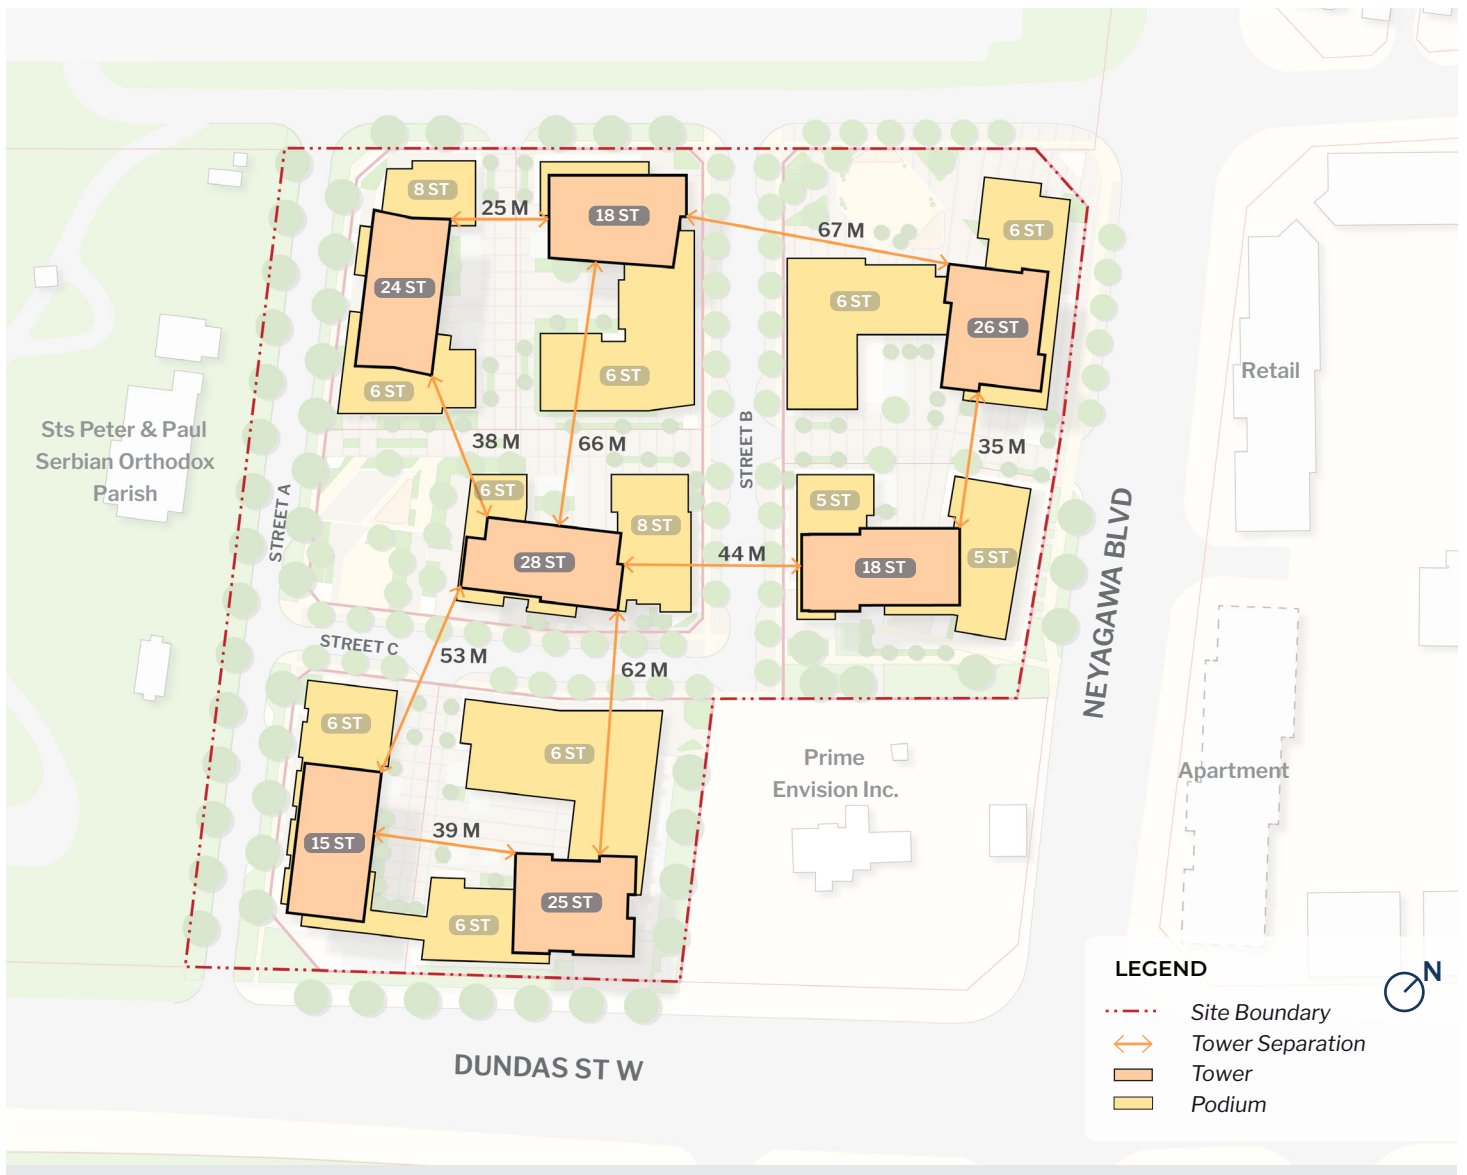 8 ST
25 M
18 ST
67 M
6 ST
24 ST
6 ST
26 ST
6 ST
6 ST
Retail
Sts Peter & Paul
Serbian Orthodox
Parish
38 M
66 M
STREET B
35 M
STREET A
6 ST
8 ST
5 ST
28 ST
44 M
18 ST
5 ST
NEYAGAWA BLVD
STREET C
53 M
62 M
6 ST
6 ST
Prime
Envision Inc.
Apartment
15 ST
39 M
25 ST
6 ST
LEGEND
N
Site Boundary
Tower Separation
Tower
Podium
DUNDAS ST W